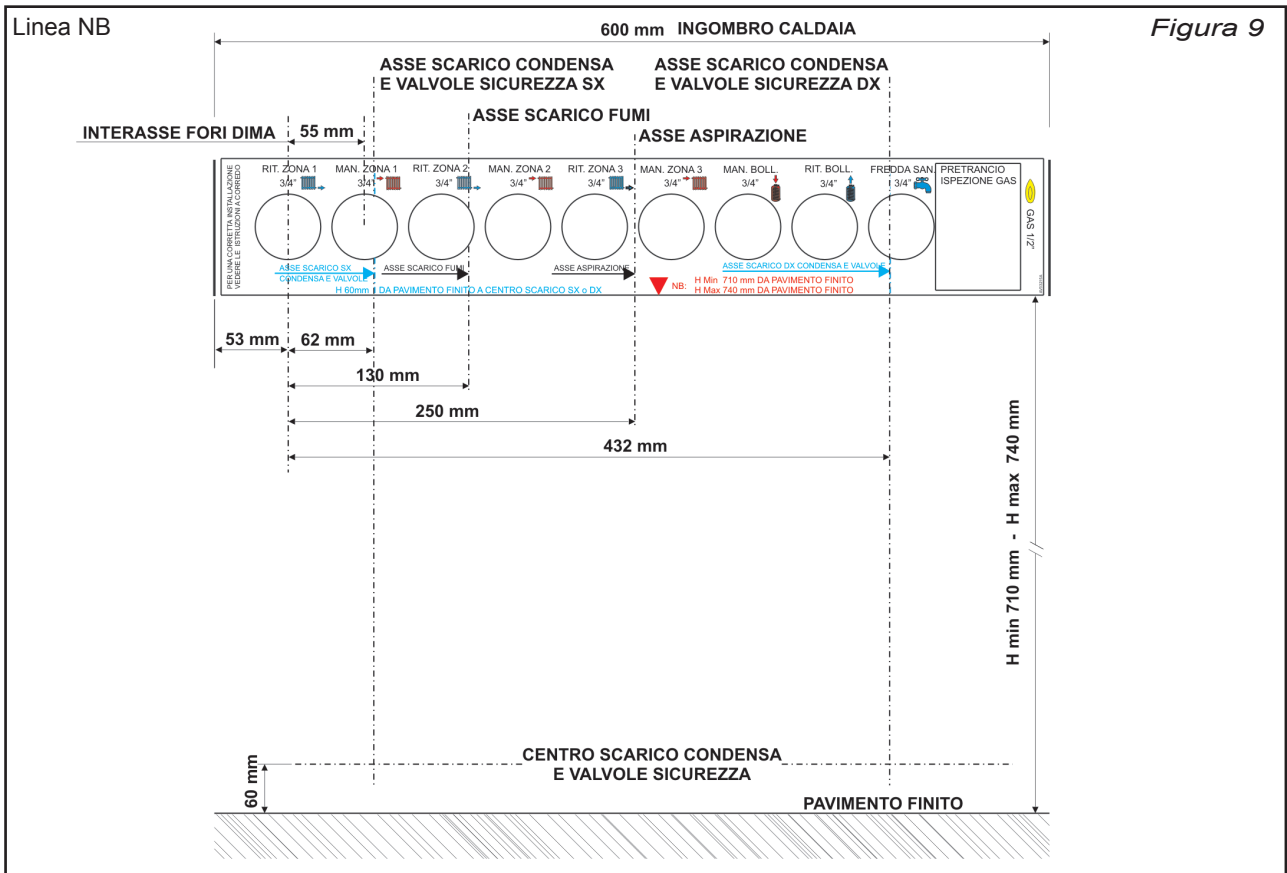 Linea NB
Figura 9
600 mm INGOMBRO CALDAIA
ASSE SCARICO CONDENSA
E VALVOLE SICUREZZA SX
ASSE SCARICO CONDENSA
E VALVOLE SICUREZZA DX
ASSE SCARICO FUMI
INTERASSE FORI DIMA
55 mm
ASSE ASPIRAZIONE
PER UNA CORRETTA INSTALLAZIONE
VEDERE LE ISTRUZIONI A CORREDO
RIT. ZONA 1
3/4"
MAN. ZONA 1
3/4"
RIT. ZONA 2
3/4"
MAN. ZONA 2
3/4"
RIT. ZONA 3
3/4"
MAN. ZONA 3
3/4"
MAN. BOLL.
3/4"
RIT. BOLL.
3/4"
FREDDA SAN.
3/4"
PRETRANCIO
ISPEZIONE GAS
GAS 1/2"
ASSE SCARICO SX
CONDENSA E VALVOLE
ASSE SCARICO FUMI
ASSE ASPIRAZIONE
ASSE SCARICO DX CONDENSA E VALVOLE
H 60mm DA PAVIMENTO FINITO A CENTRO SCARICO SX o DX
NB:
H Min 710 mm DA PAVIMENTO FINITO
H Max 740 mm DA PAVIMENTO FINITO
53 mm
62 mm
130 mm
250 mm
432 mm
H min 710 mm - H max 740 mm
CENTRO SCARICO CONDENSA
E VALVOLE SICUREZZA
60 mm
PAVIMENTO FINITO